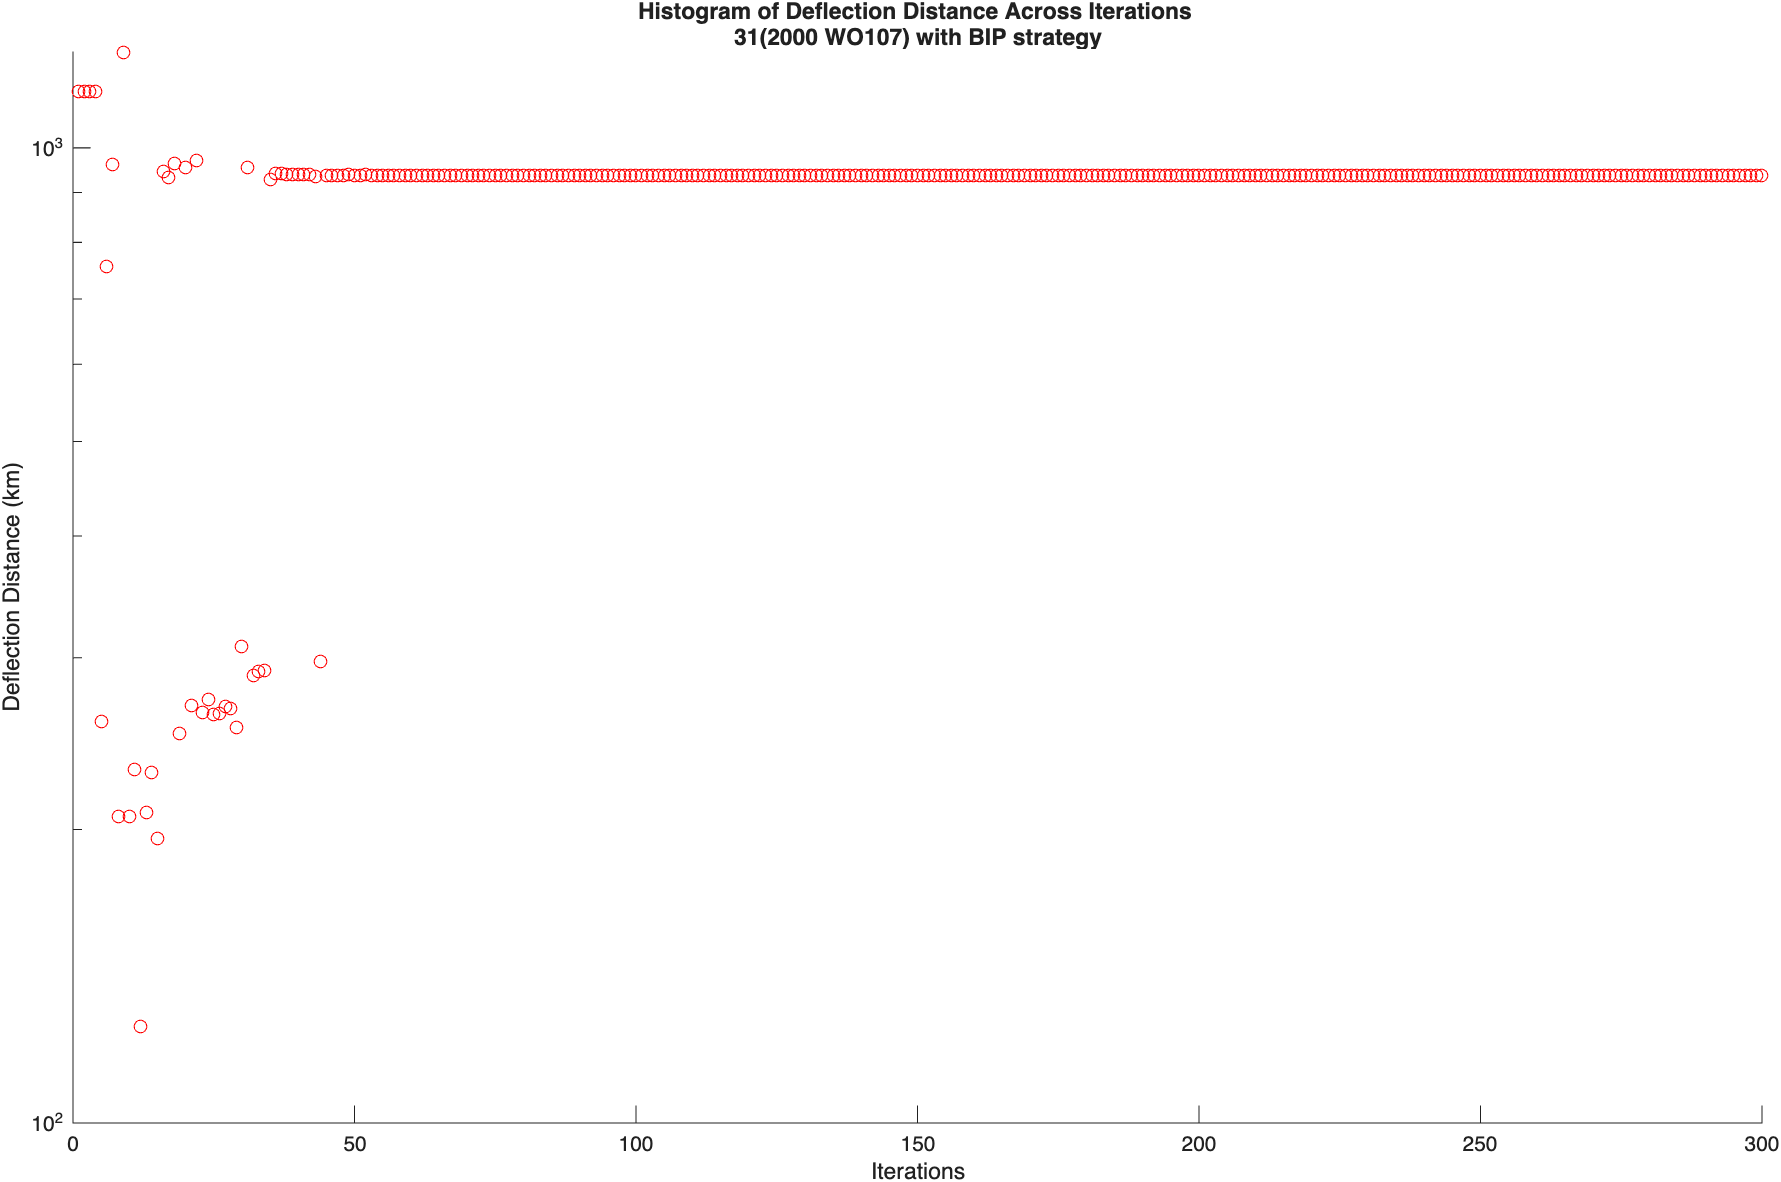 Histogram of Deflection Distance Across Iterations
31(2000 WO107) with BIP strategy
10³
Deflection Distance (km)
10²
0 50 100 150 200 250 300
Iterations